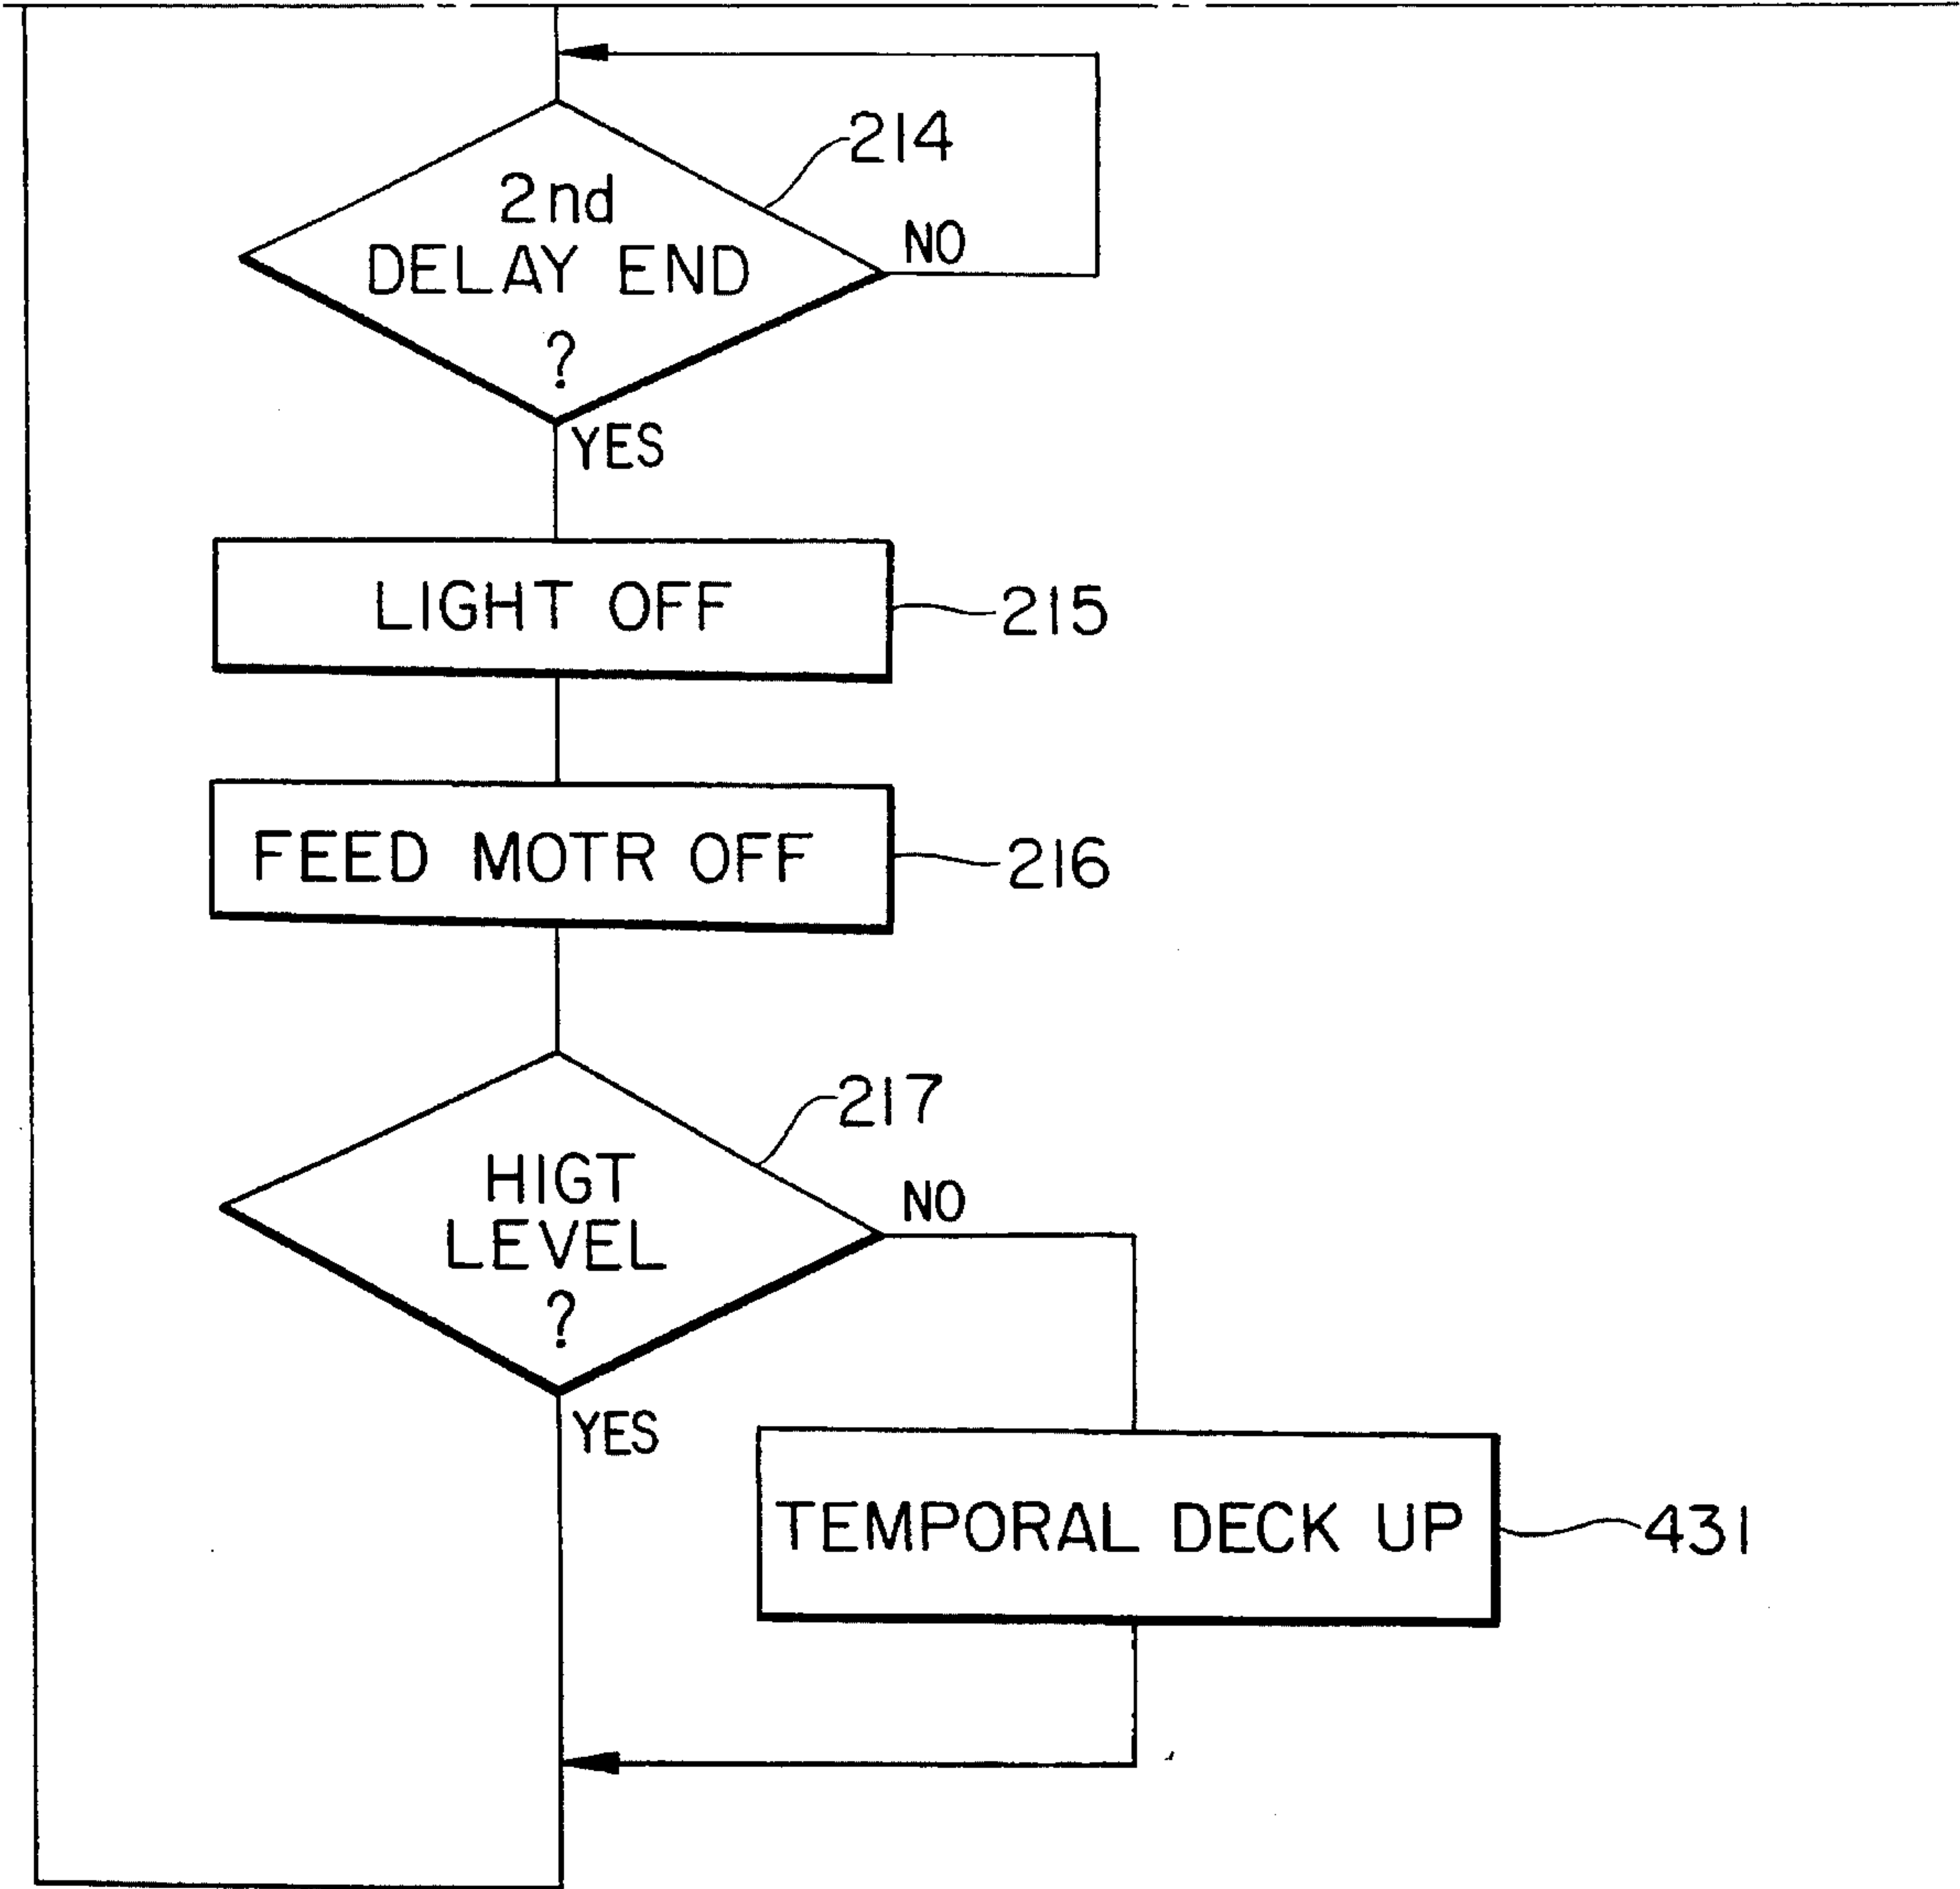 214
2nd
DELAY END
?
NO
YES
LIGHT OFF
215
FEED MOTR OFF
216
217
HIGT
LEVEL
?
NO
YES
TEMPORAL DECK UP
431